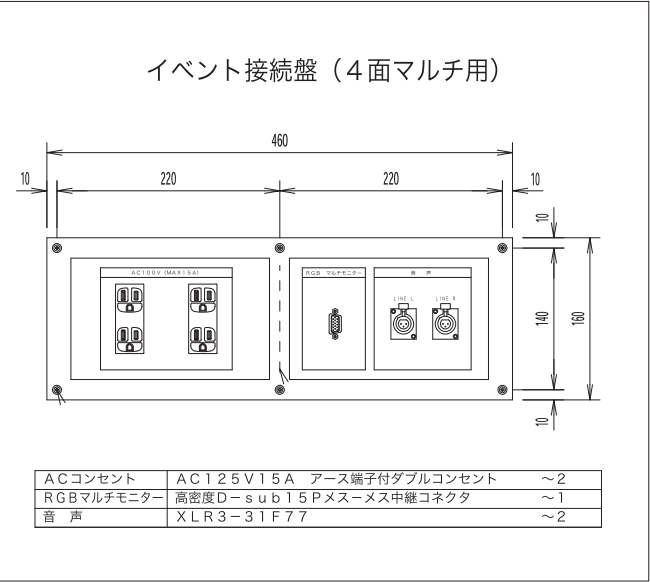 イベント接続盤（４面マルチ用）
460
10 220 220 10
10
140
160
10
AC100V (MAX15A)
RGB マルチモニター
音 声
LINE L LINE R
ＡＣコンセント ＡＣ１２５Ｖ１５Ａ アース端子付ダブルコンセント ～２
ＲＧＢマルチモニター 高密度Ｄ－ｓｕｂ１５Ｐメス－メス中継コネクタ ～１
音 声 ＸＬＲ３－３１Ｆ７７ ～２